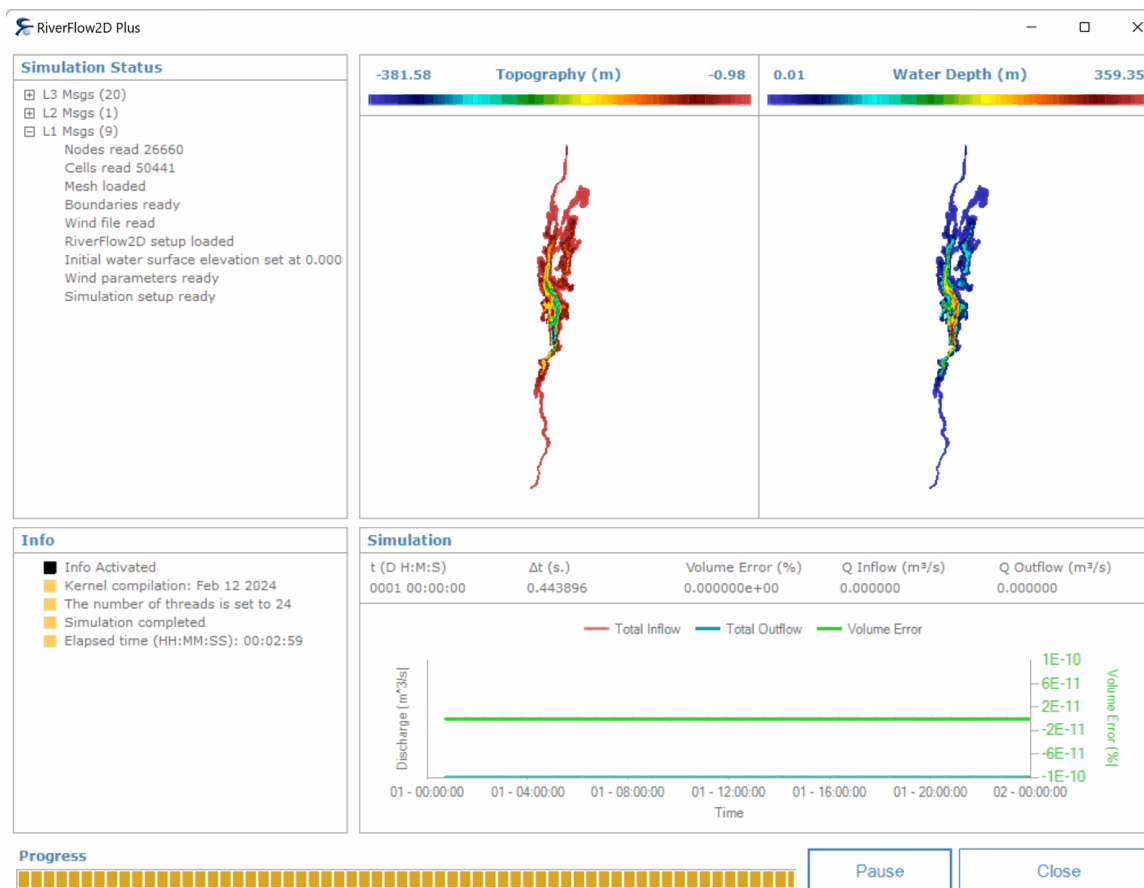 RiverFlow2D Plus
Simulation Status
L3 Msgs (20)
L2 Msgs (1)
L1 Msgs (9)
Nodes read 26660
Cells read 50441
Mesh loaded
Boundaries ready
Wind file read
RiverFlow2D setup loaded
Initial water surface elevation set at 0.000
Wind parameters ready
Simulation setup ready
-381.58 Topography (m) -0.98
0.01 Water Depth (m) 359.35
Info
Info Activated
Kernel compilation: Feb 12 2024
The number of threads is set to 24
Simulation completed
Elapsed time (HH:MM:SS): 00:02:59
Simulation
t (D H:M:S) Δt (s.) Volume Error (%) Q Inflow (m³/s) Q Outflow (m³/s)
0001 00:00:00 0.443896 0.000000e+00 0.000000 0.000000
Total Inflow Total Outflow Volume Error
Discharge (m^3/s|
1E-10
6E-11
2E-11
-2E-11
-6E-11
-1E-10
Volume Error (%|
01 - 00:00:00 01 - 04:00:00 01 - 08:00:00 01 - 12:00:00 01 - 16:00:00 01 - 20:00:00 02 - 00:00:00
Time
Progress
Pause
Close